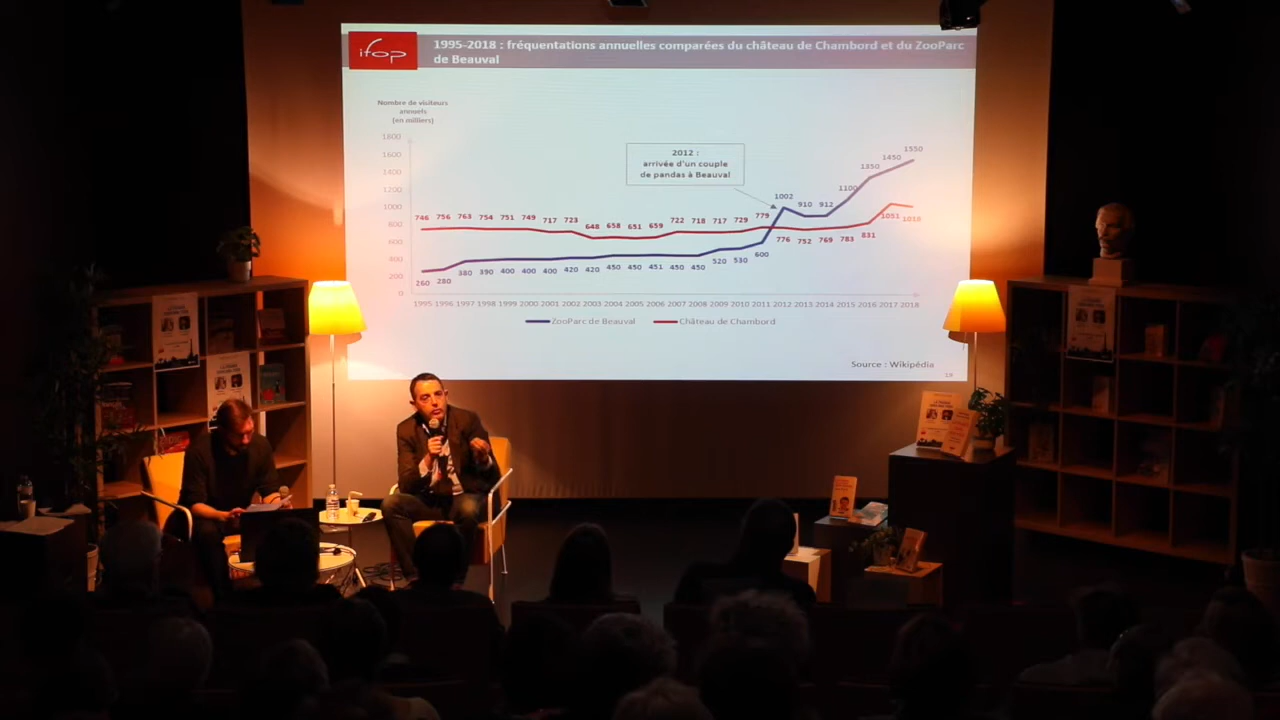 ifop
1995-2018 : fréquentations annuelles comparées du château de Chambord et du ZooParc
de Beauval
Nombre de visiteurs
annuels
(en milliers)
1800
1600
1400
1200
1000
800
600
400
200
0
2012 :
arrivée d'un couple
de pandas à Beauval
1002 910 912 1100 1350 1450 1550
746 756 763 754 751 749 717 723 648 658 651 659 722 718 717 729 779 776 752 769 783 831 1051 1018
260 280 380 390 400 400 400 420 420 450 450 451 450 450 520 530 600
1995 1996 1997 1998 1999 2000 2001 2002 2003 2004 2005 2006 2007 2008 2009 2010 2011 2012 2013 2014 2015 2016 2017 2018
ZooParc de Beauval Château de Chambord
Source : Wikipédia
19